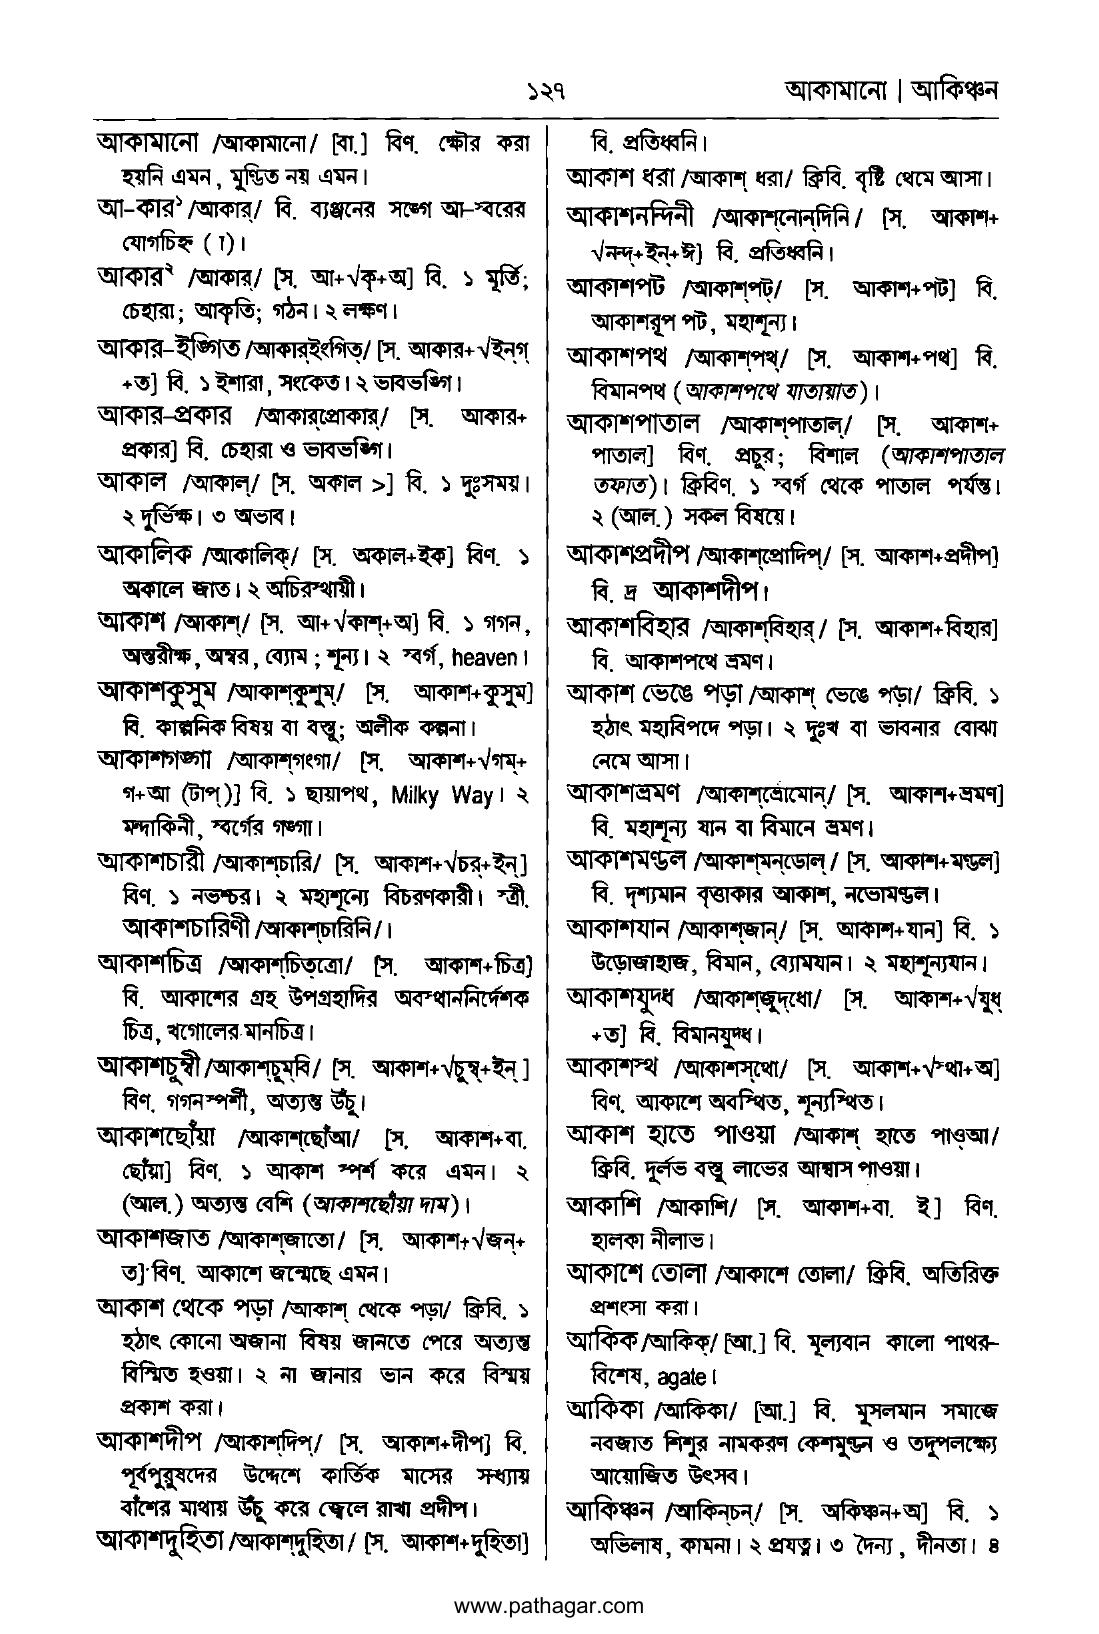 ১২৭
আকামানো | আকিঞ্চন
আকামানো /আকামানো/ [বা.] বিণ. ক্ষৌর করা
হয়নি এমন, মুণ্ডিত নয় এমন।
আ-কার¹ /আকার্/ বি. ব্যঞ্জনের সঙ্গে আ-স্বরের
যোগচিহ্ন (া)।
আকার² /আকার্/ [স. আ+√কৃ+অ] বি. ১ মূর্তি;
চেহারা; আকৃতি; গঠন। ২ লক্ষণ।
আকার-ইঙ্গিত /আকার্ইংগিত্/ [স. আকার+√ইন্গ্
+ত] বি. ১ ইশারা, সংকেত। ২ ভাবভঙ্গি।
আকার-প্রকার /আকার্প্রোকার্/ [স. আকার+
প্রকার] বি. চেহারা ও ভাবভঙ্গি।
আকাল /আকাল্/ [স. অকাল >] বি. ১ দুঃসময়।
২ দুর্ভিক্ষ। ৩ অভাব।
আকালিক /আকালিক্/ [স. অকাল+ইক] বিণ. ১
অকালে জাত। ২ অচিরস্থায়ী।
আকাশ /আকাশ্/ [স. আ+√কাশ্+অ] বি. ১ গগন,
অন্তরীক্ষ, অম্বর, ব্যোম ; শূন্য। ২ স্বর্গ, heaven।
আকাশকুসুম /আকাশ্কুশুম্/ [স. আকাশ+কুসুম]
বি. কাল্পনিক বিষয় বা বস্তু; অলীক কল্পনা।
আকাশগঙ্গা /আকাশ্গংগা/ [স. আকাশ+√গম্+
গ+আ (টাপ্)] বি. ১ ছায়াপথ, Milky Way। ২
মন্দাকিনী, স্বর্গের গঙ্গা।
আকাশচারী /আকাশ্চারি/ [স. আকাশ+√চর্+ইন্]
বিণ. ১ নভশ্চর। ২ মহাশূন্যে বিচরণকারী। স্ত্রী.
আকাশচারিণী /আকাশ্চারিনি/।
আকাশচিত্র /আকাশ্চিত্ত্রো/ [স. আকাশ+চিত্র]
বি. আকাশের গ্রহ উপগ্রহাদির অবস্থাননির্দেশক
চিত্র, খগোলের মানচিত্র।
আকাশচুম্বী /আকাশ্চুম্বি/ [স. আকাশ+√চুম্ব্+ইন্ ]
বিণ. গগনস্পর্শী, অত্যন্ত উঁচু।
আকাশছোঁয়া /আকাশ্ছোঁআ/ [স. আকাশ+বা.
ছোঁয়া] বিণ. ১ আকাশ স্পর্শ করে এমন। ২
(আল.) অত্যন্ত বেশি (আকাশছোঁয়া দাম)।
আকাশজাত /আকাশ্জাতো/ [স. আকাশ+√জন্+
ত] বিণ. আকাশে জন্মেছে এমন।
আকাশ থেকে পড়া /আকাশ্ থেকে পড়া/ ক্রিবি. ১
হঠাৎ কোনো অজানা বিষয় জানতে পেরে অত্যন্ত
বিস্মিত হওয়া। ২ না জানার ভান করে বিস্ময়
প্রকাশ করা।
আকাশদীপ /আকাশ্দিপ্/ [স. আকাশ+দীপ] বি.
পূর্বপুরুষদের উদ্দেশে কার্তিক মাসের সন্ধ্যায়
বাঁশের মাথায় উঁচু করে জ্বেলে রাখা প্রদীপ।
আকাশদুহিতা /আকাশ্দুহিতা/ [স. আকাশ+দুহিতা]
বি. প্রতিধ্বনি।
আকাশ ধরা /আকাশ্ ধরা/ ক্রিবি. বৃষ্টি থেমে আসা।
আকাশনন্দিনী /আকাশ্নোন্দিনি/ [স. আকাশ+
√নন্দ্+ইন্+ঈ] বি. প্রতিধ্বনি।
আকাশপট /আকাশ্পট্/ [স. আকাশ+পট] বি.
আকাশরূপ পট, মহাশূন্য।
আকাশপথ /আকাশ্পথ্/ [স. আকাশ+পথ] বি.
বিমানপথ (আকাশপথে যাতায়াত)।
আকাশপাতাল /আকাশ্পাতাল্/ [স. আকাশ+
পাতাল] বিণ. প্রচুর; বিশাল (আকাশপাতাল
তফাত)। ক্রিবিণ. ১ স্বর্গ থেকে পাতাল পর্যন্ত।
২ (আল.) সকল বিষয়ে।
আকাশপ্রদীপ /আকাশ্প্রোদিপ্/ [স. আকাশ+প্রদীপ]
বি. দ্র আকাশদীপ।
আকাশবিহার /আকাশ্বিহার্/ [স. আকাশ+বিহার]
বি. আকাশপথে ভ্রমণ।
আকাশ ভেঙে পড়া /আকাশ্ ভেঙে পড়া/ ক্রিবি. ১
হঠাৎ মহাবিপদে পড়া। ২ দুঃখ বা ভাবনার বোঝা
নেমে আসা।
আকাশভ্রমণ /আকাশ্ভ্রোমোন্/ [স. আকাশ+ভ্রমণ]
বি. মহাশূন্য যান বা বিমানে ভ্রমণ।
আকাশমণ্ডল /আকাশ্মন্ডোল্/ [স. আকাশ+মণ্ডল]
বি. দৃশ্যমান বৃত্তাকার আকাশ, নভোমণ্ডল।
আকাশযান /আকাশ্জান্/ [স. আকাশ+যান] বি. ১
উড়োজাহাজ, বিমান, ব্যোমযান। ২ মহাশূন্যযান।
আকাশযুদ্ধ /আকাশ্জুদ্ধো/ [স. আকাশ+√যুধ্
+ত] বি. বিমানযুদ্ধ।
আকাশস্থ /আকাশস্থো/ [স. আকাশ+√স্থা+অ]
বিণ. আকাশে অবস্থিত, শূন্যস্থিত।
আকাশ হাতে পাওয়া /আকাশ্ হাতে পাওআ/
ক্রিবি. দুর্লভ বস্তু লাভের আশ্বাস পাওয়া।
আকাশি /আকাশি/ [স. আকাশ+বা. ই] বিণ.
হালকা নীলাভ।
আকাশে তোলা /আকাশে তোলা/ ক্রিবি. অতিরিক্ত
প্রশংসা করা।
আকিক /আকিক্/ [আ.] বি. মূল্যবান কালো পাথর-
বিশেষ, agate।
আকিকা /আকিকা/ [আ.] বি. মুসলমান সমাজে
নবজাত শিশুর নামকরণ কেশমুণ্ডন ও তদুপলক্ষ্যে
আয়োজিত উৎসব।
আকিঞ্চন /আকিন্চন্/ [স. অকিঞ্চন+অ] বি. ১
অভিলাষ, কামনা। ২ প্রযত্ন। ৩ দৈন্য, দীনতা। ৪
www.pathagar.com